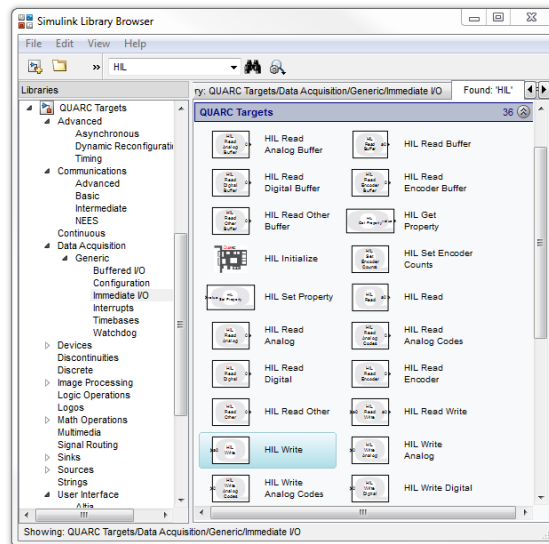 Simulink Library Browser
File Edit View Help
» HIL
Libraries
ry: QUARC Targets/Data Acquisition/Generic/Immediate I/O
Found: 'HIL'
QUARC Targets
Advanced
Asynchronous
Dynamic Reconfigurati
Timing
Communications
Advanced
Basic
Intermediate
NEES
Continuous
Data Acquisition
Generic
Buffered I/O
Configuration
Immediate I/O
Interrupts
Timebases
Watchdog
Devices
Discontinuities
Discrete
Image Processing
Logic Operations
Logos
Math Operations
Multimedia
Signal Routing
Sinks
Sources
Strings
User Interface
Altia
QUARC Targets 36
HIL Read
Analog Buffer
HIL Read Buffer
HIL Read
Digital Buffer
HIL Read
Encoder Buffer
HIL Read Other
Buffer
HIL Get
Property
HIL Initialize
HIL Set Encoder
Counts
HIL Set Property
HIL Read
HIL Read
Analog
HIL Read
Analog Codes
HIL Read
Digital
HIL Read
Encoder
HIL Read Other
HIL Read Write
HIL Write
HIL Write
Analog
HIL Write
Analog Codes
HIL Write Digital
Showing: QUARC Targets/Data Acquisition/Generic/Immediate I/O